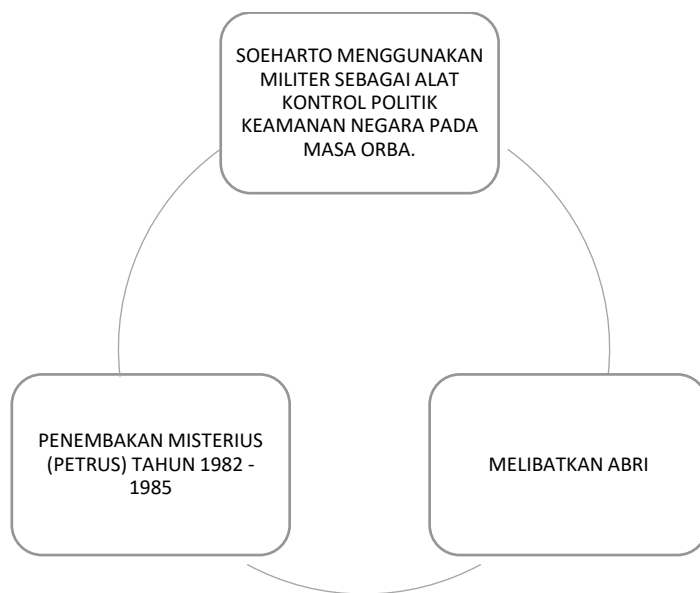 SOEHARTO MENGGUNAKAN
MILITER SEBAGAI ALAT
KONTROL POLITIK
KEAMANAN NEGARA PADA
MASA ORBA.
MELIBATKAN ABRI
PENEMBAKAN MISTERIUS
(PETRUS) TAHUN 1982 -
1985